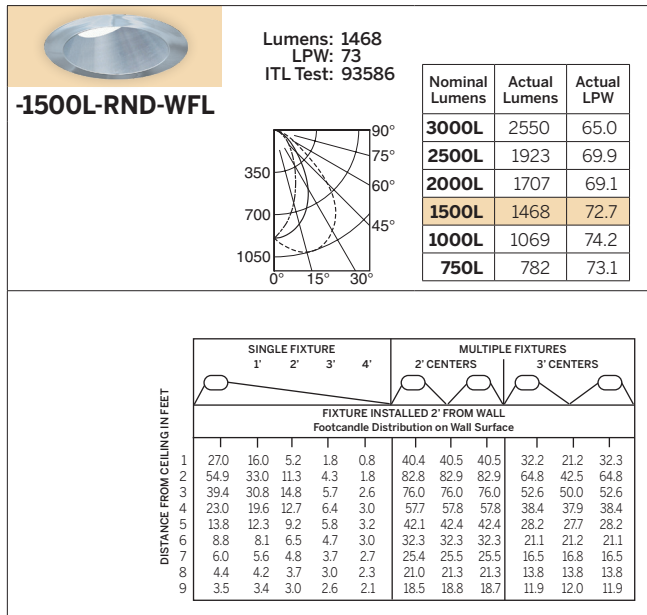 -1500L-RND-WFL
Lumens: 1468
LPW: 73
ITL Test: 93586
90°
75°
60°
45°
350
700
1050
0° 15° 30°
Nominal Lumens Actual Lumens Actual LPW
3000L 2550 65.0
2500L 1923 69.9
2000L 1707 69.1
1500L 1468 72.7
1000L 1069 74.2
750L 782 73.1
SINGLE FIXTURE MULTIPLE FIXTURES
1' 2' 3' 4' 2' CENTERS 3' CENTERS
FIXTURE INSTALLED 2' FROM WALL
Footcandle Distribution on Wall Surface
DISTANCE FROM CEILING IN FEET
1 27.0 16.0 5.2 1.8 0.8 40.4 40.5 40.5 32.2 21.2 32.3
2 54.9 33.0 11.3 4.3 1.8 82.8 82.9 82.9 64.8 42.5 64.8
3 39.4 30.8 14.8 5.7 2.6 76.0 76.0 76.0 52.6 50.0 52.6
4 23.0 19.6 12.7 6.4 3.0 57.7 57.8 57.8 38.4 37.9 38.4
5 13.8 12.3 9.2 5.8 3.2 42.1 42.4 42.4 28.2 27.7 28.2
6 8.8 8.1 6.5 4.7 3.0 32.3 32.3 32.3 21.1 21.2 21.1
7 6.0 5.6 4.8 3.7 2.7 25.4 25.5 25.5 16.5 16.8 16.5
8 4.4 4.2 3.7 3.0 2.3 21.0 21.3 21.3 13.8 13.8 13.8
9 3.5 3.4 3.0 2.6 2.1 18.5 18.8 18.7 11.9 12.0 11.9